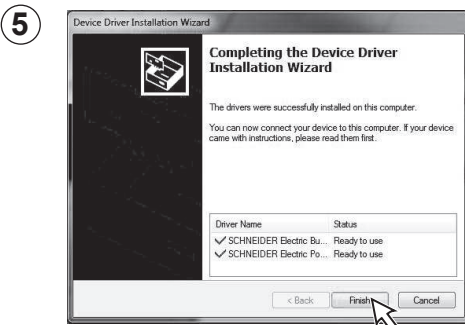 5
Device Driver Installation Wizard
Completing the Device Driver
Installation Wizard
The drivers were successfully installed on this computer.
You can now connect your device to this computer. If your device
came with instructions, please read them first.
Driver Name Status
SCHNEIDER Electric Bu... Ready to use
SCHNEIDER Electric Po... Ready to use
< Back Finish Cancel